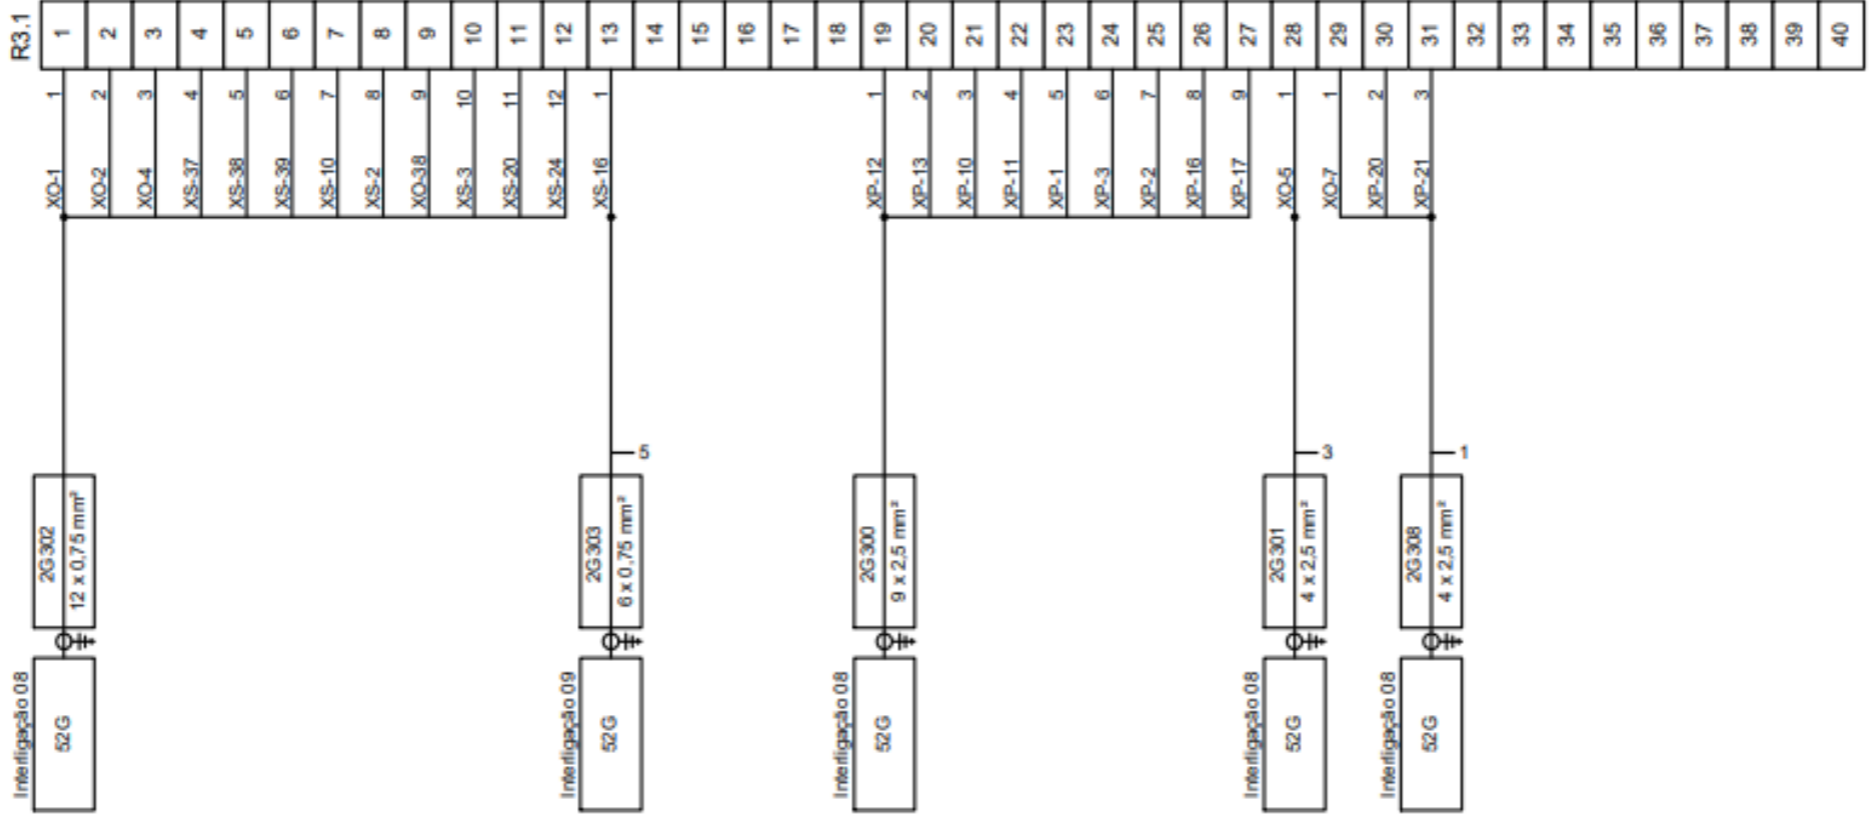 R3.1
1 2 3 4 5 6 7 8 9 10 11 12 13 14 15 16 17 18 19 20 21 22 23 24 25 26 27 28 29 30 31 32 33 34 35 36 37 38 39 40
1 2 3 4 5 6 7 8 9 10 11 12 1 1 2 3 4 5 6 7 8 9 1 1 2 3
XO-1 XO-2 XO-4 XS-37 XS-38 XS-39 XS-10 XS-2 XO-38 XS-3 XS-20 XS-24 XS-16 XP-12 XP-13 XP-10 XP-11 XP-1 XP-3 XP-2 XP-16 XP-17 XO-5 XO-7 XP-20 XP-21
5 3 1
2G302
12 x 0,75 mm²
2G303
6 x 0,75 mm²
2G300
9 x 2,5 mm²
2G301
4 x 2,5 mm²
2G308
4 x 2,5 mm²
Interligação 08
52G
Interligação 09
52G
Interligação 08
52G
Interligação 08
52G
Interligação 08
52G